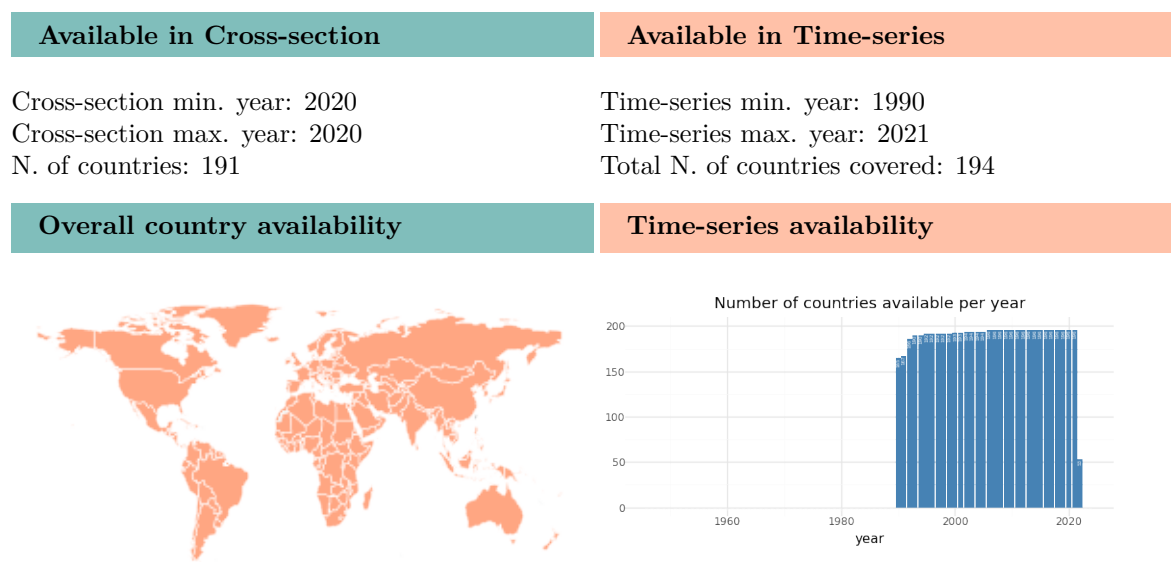 Available in Cross-section
Available in Time-series
Cross-section min. year: 2020
Cross-section max. year: 2020
N. of countries: 191
Time-series min. year: 1990
Time-series max. year: 2021
Total N. of countries covered: 194
Overall country availability
Time-series availability
Number of countries available per year
200
150
100
50
0
1960 1980 2000 2020
year